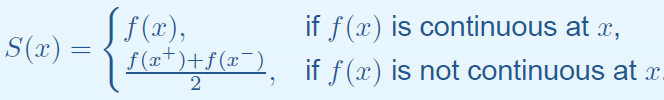 S(x) = { f(x), if f(x) is continuous at x,
f(x⁺)+f(x⁻)/2, if f(x) is not continuous at x.